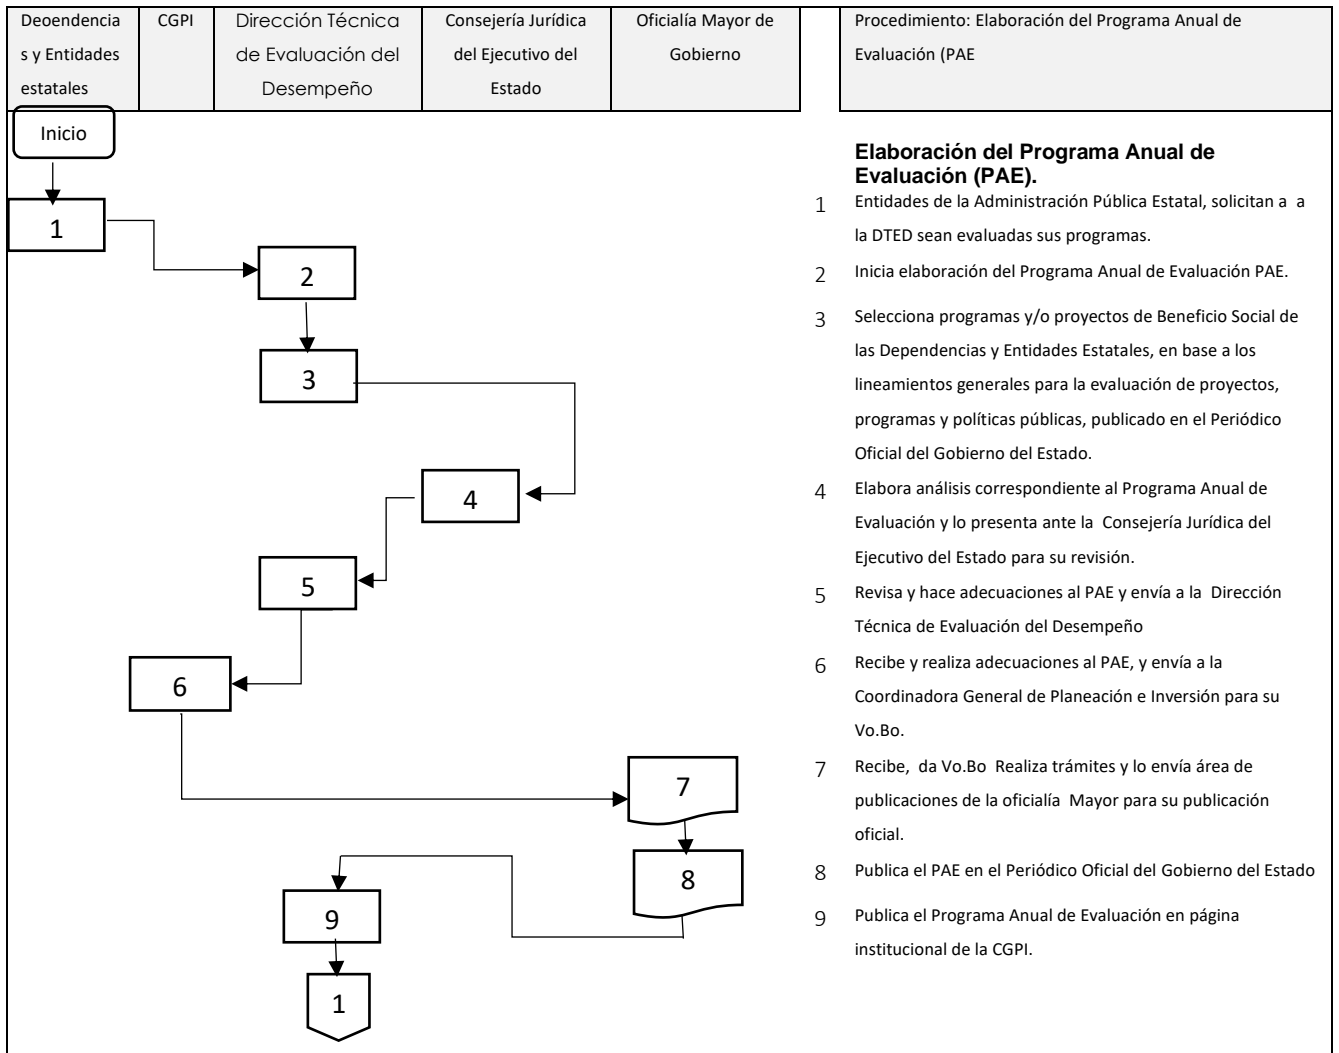 Deoendencia
s y Entidades
estatales
CGPI
Dirección Técnica
de Evaluación del
Desempeño
Consejería Jurídica
del Ejecutivo del
Estado
Oficialía Mayor de
Gobierno
Procedimiento: Elaboración del Programa Anual de
Evaluación (PAE
Inicio
1
2
3
4
5
6
7
8
9
1
Elaboración del Programa Anual de
Evaluación (PAE).
1 Entidades de la Administración Pública Estatal, solicitan a a
la DTED sean evaluadas sus programas.
2 Inicia elaboración del Programa Anual de Evaluación PAE.
3 Selecciona programas y/o proyectos de Beneficio Social de
las Dependencias y Entidades Estatales, en base a los
lineamientos generales para la evaluación de proyectos,
programas y políticas públicas, publicado en el Periódico
Oficial del Gobierno del Estado.
4 Elabora análisis correspondiente al Programa Anual de
Evaluación y lo presenta ante la Consejería Jurídica del
Ejecutivo del Estado para su revisión.
5 Revisa y hace adecuaciones al PAE y envía a la Dirección
Técnica de Evaluación del Desempeño
6 Recibe y realiza adecuaciones al PAE, y envía a la
Coordinadora General de Planeación e Inversión para su
Vo.Bo.
7 Recibe, da Vo.Bo Realiza trámites y lo envía área de
publicaciones de la oficialía Mayor para su publicación
oficial.
8 Publica el PAE en el Periódico Oficial del Gobierno del Estado
9 Publica el Programa Anual de Evaluación en página
institucional de la CGPI.